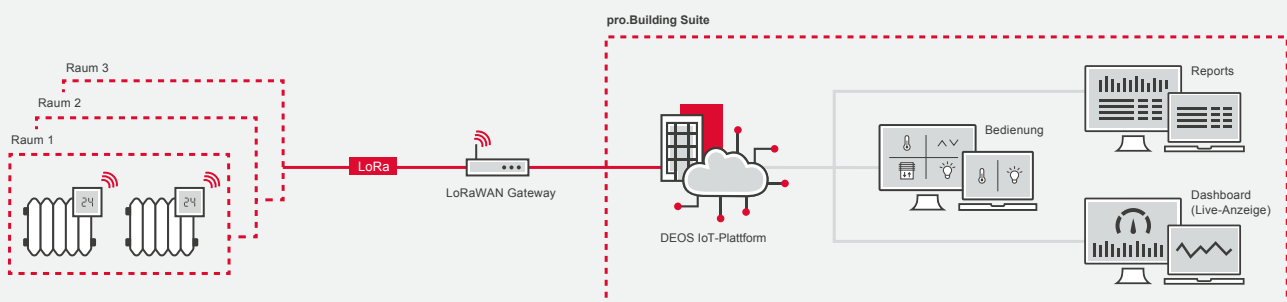 pro.Building Suite
Raum 3
Raum 2
Raum 1
24
24
LoRa
LoRaWAN Gateway
DEOS IoT-Plattform
Bedienung
Reports
Dashboard
(Live-Anzeige)